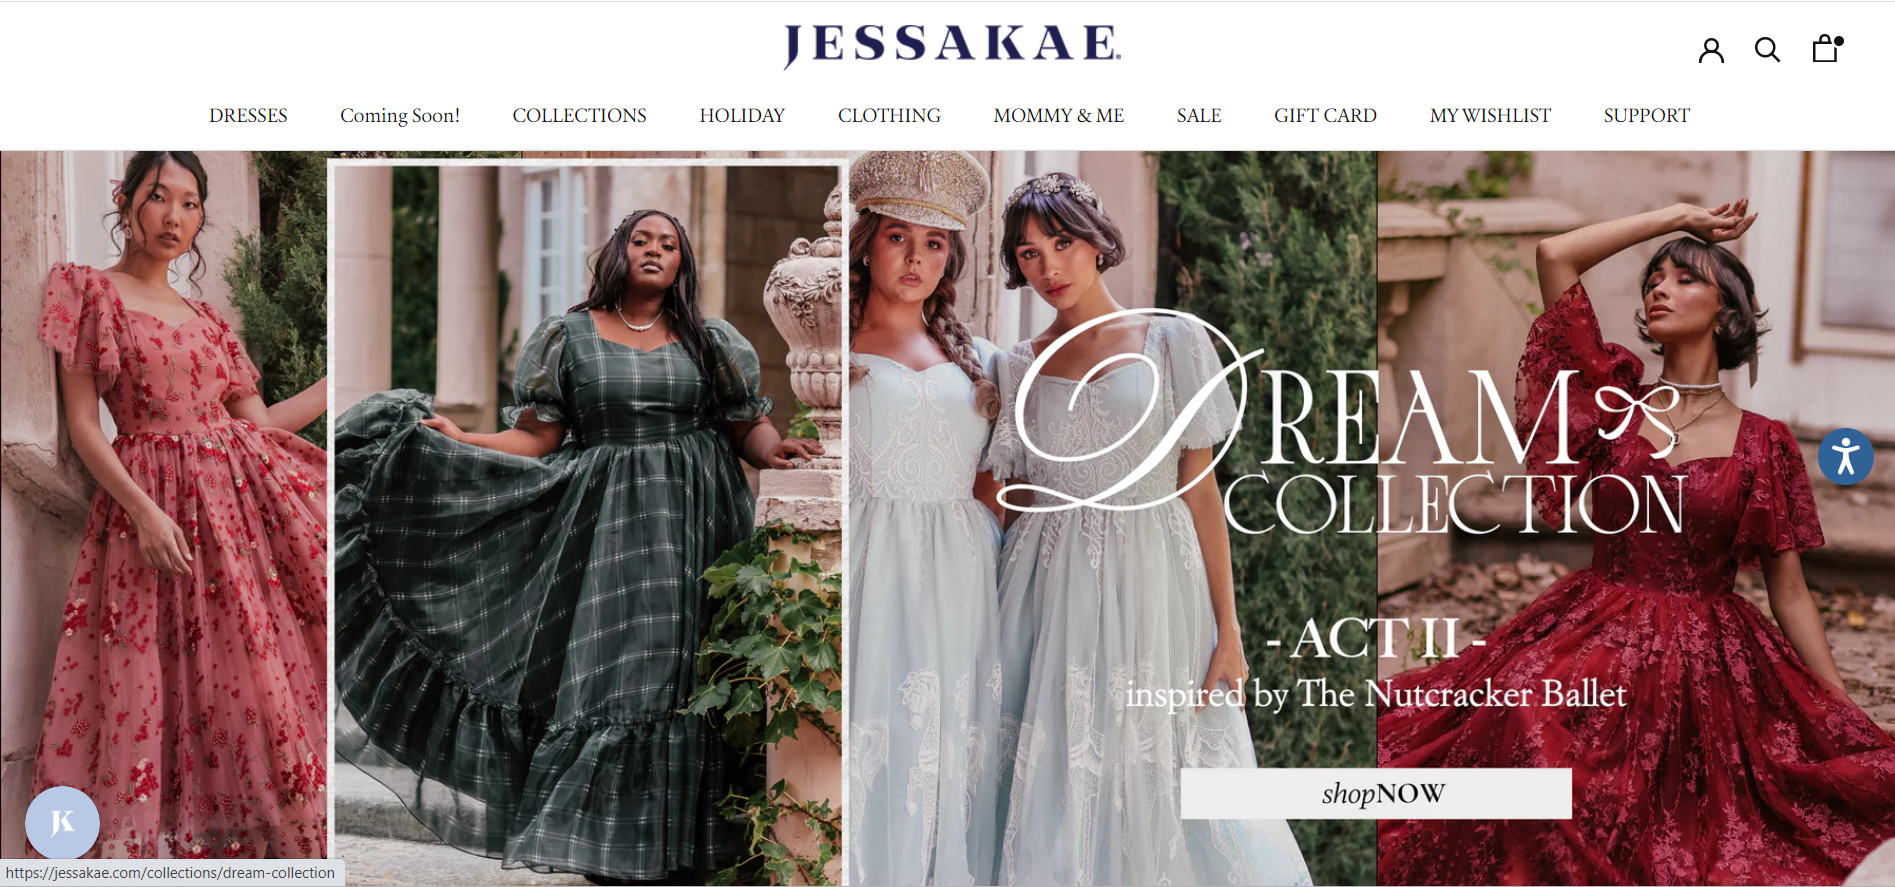 JESSAKAE
DRESSES
Coming Soon!
COLLECTIONS
HOLIDAY
CLOTHING
MOMMY & ME
SALE
GIFT CARD
MY WISHLIST
SUPPORT
DREAM
COLLECTION
- ACT II -
inspired by The Nutcracker Ballet
shopNOW
JK
https://jessakae.com/collections/dream-collection